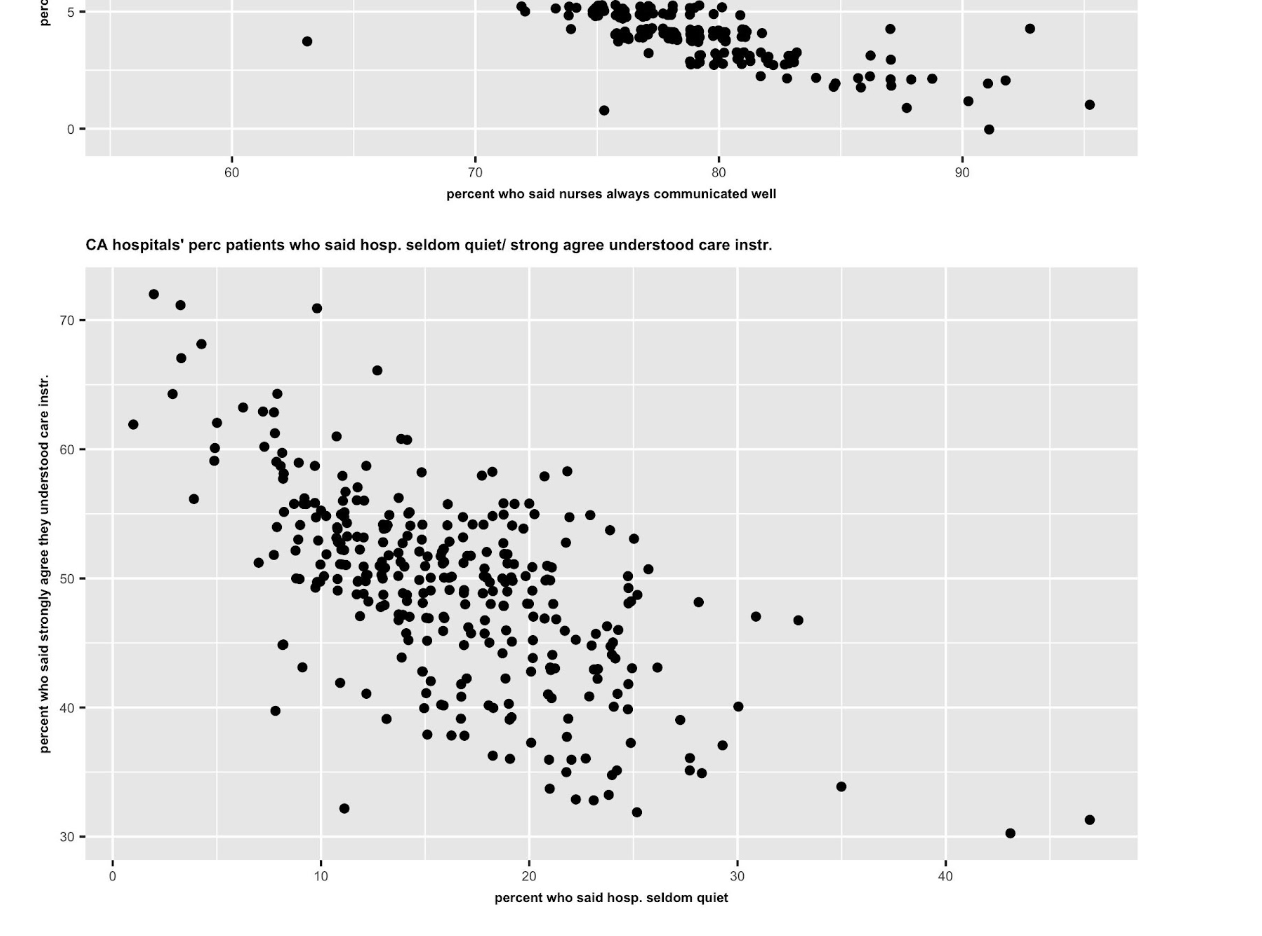 perc
5
0
60 70 80 90
percent who said nurses always communicated well
CA hospitals' perc patients who said hosp. seldom quiet/ strong agree understood care instr.
percent who said strongly agree they understood care instr.
70
60
50
40
30
0 10 20 30 40
percent who said hosp. seldom quiet